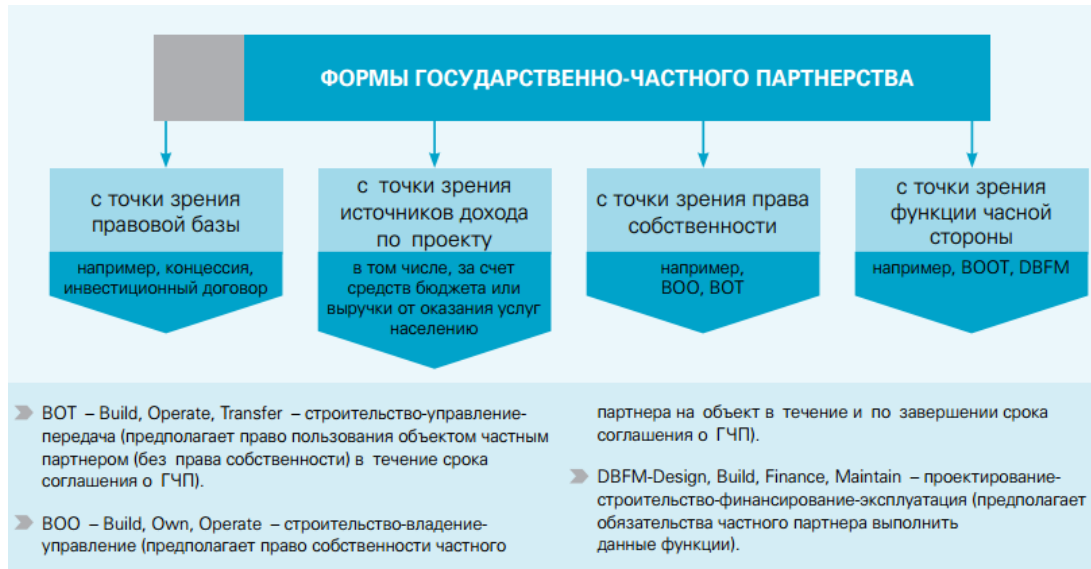 ФОРМЫ ГОСУДАРСТВЕННО-ЧАСТНОГО ПАРТНЕРСТВА
с точки зрения
правовой базы
например, концессия,
инвестиционный договор
с точки зрения
источников дохода
по проекту
в том числе, за счет
средств бюджета или
выручки от оказания услуг
населению
с точки зрения права
собственности
например,
BOO, BOT
с точки зрения
функции часной
стороны
например, BOOT, DBFM
BOT – Build, Operate, Transfer – строительство-управление-
передача (предполагает право пользования объектом частным
партнером (без права собственности) в течение срока
соглашения о ГЧП).
BOO – Build, Own, Operate – строительство-владение-
управление (предполагает право собственности частного
партнера на объект в течение и по завершении срока
соглашения о ГЧП).
DBFM-Design, Build, Finance, Maintain – проектирование-
строительство-финансирование-эксплуатация (предполагает
обязательства частного партнера выполнить
данные функции).